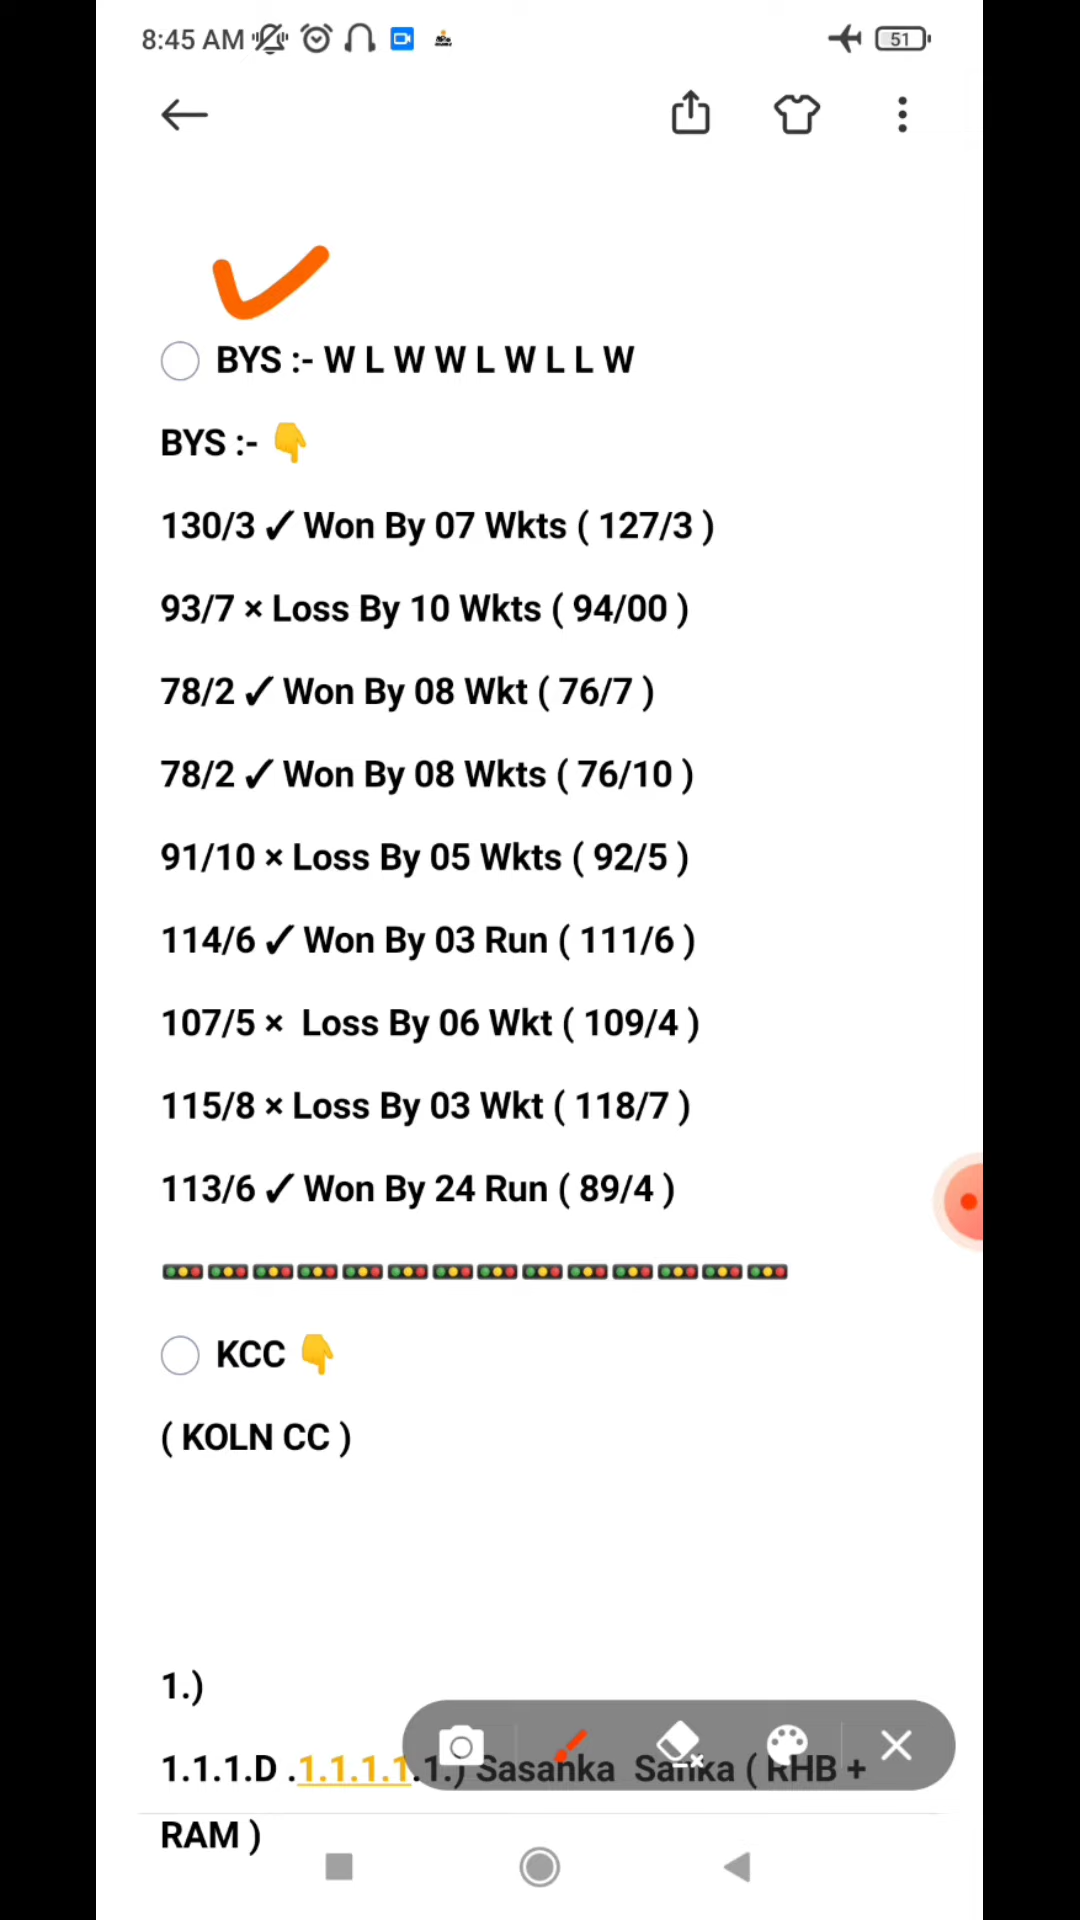 8:45 AM
51
BYS :- W L W W L W L L W
BYS :- 👇
130/3 ✓ Won By 07 Wkts ( 127/3 )
93/7 × Loss By 10 Wkts ( 94/00 )
78/2 ✓ Won By 08 Wkt ( 76/7 )
78/2 ✓ Won By 08 Wkts ( 76/10 )
91/10 × Loss By 05 Wkts ( 92/5 )
114/6 ✓ Won By 03 Run ( 111/6 )
107/5 × Loss By 06 Wkt ( 109/4 )
115/8 × Loss By 03 Wkt ( 118/7 )
113/6 ✓ Won By 24 Run ( 89/4 )
🚥🚥🚥🚥🚥🚥🚥🚥🚥🚥🚥🚥🚥🚥
KCC 👇
( KOLN CC )
1.)
1.1.1.D .1.1.1.1.1.) Sasanka Sanka ( RHB +
RAM )